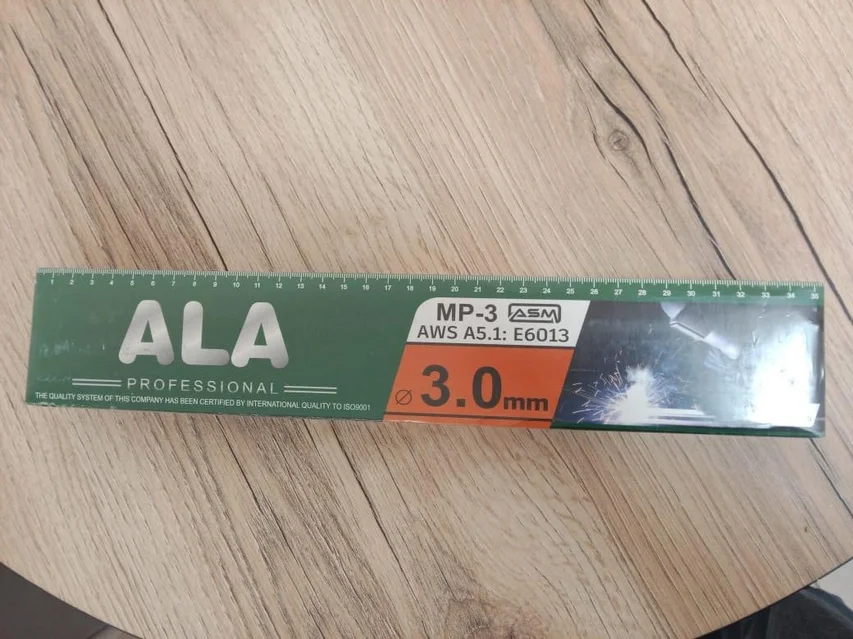 1 2 3 4 5 6 7 8 9 10 11 12 13 14 15 16 17 18 19 20 21 22 23 24 25 26 27 28 29 30 31 32 33 34 35
ALA
PROFESSIONAL
THE QUALITY SYSTEM OF THIS COMPANY HAS BEEN CERTIFIED BY INTERNATIONAL QUALITY TO ISO9001
MP-3 ASM
AWS A5.1: E6013
⌀ 3.0mm